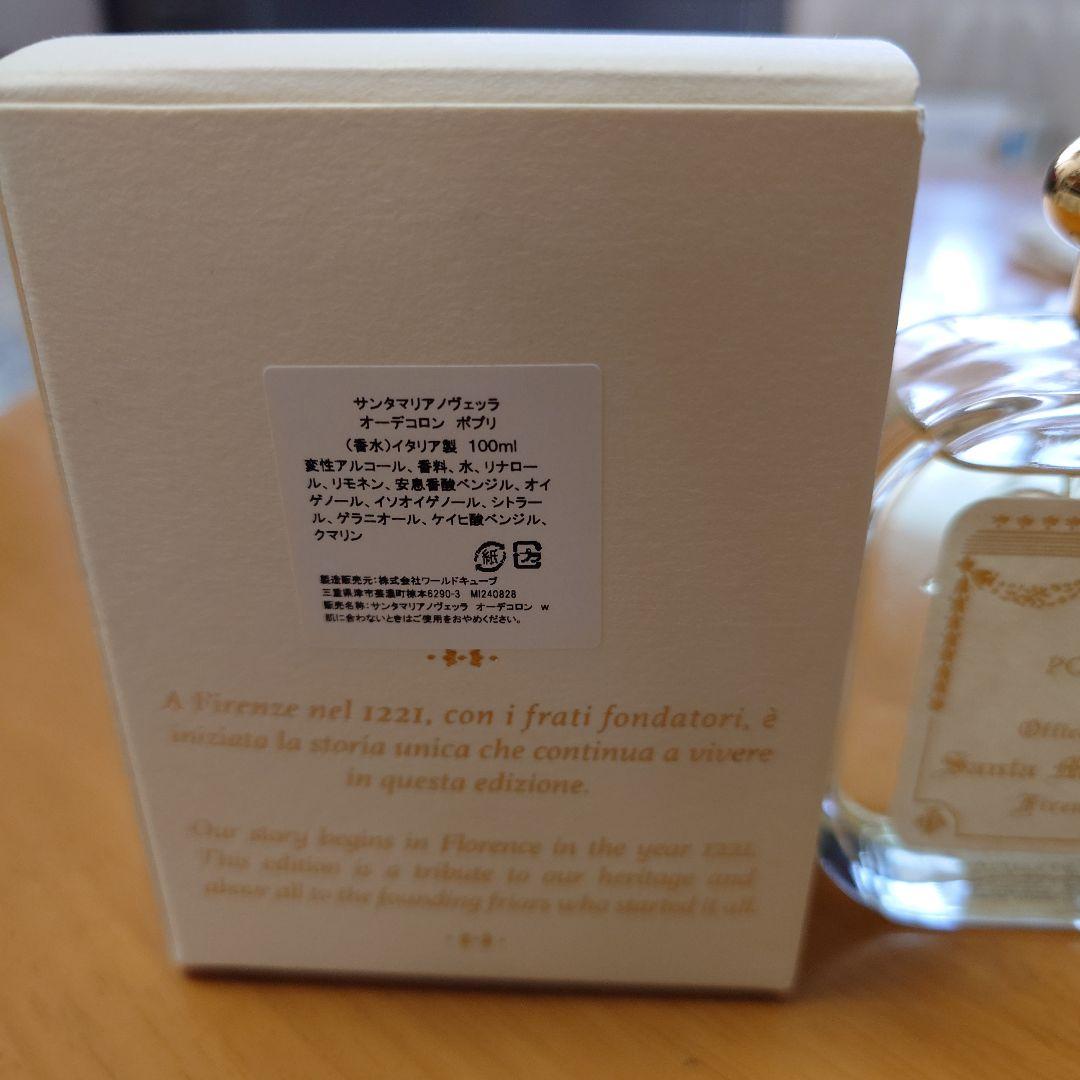 サンタマリアノヴェッラ
オーデコロン ポプリ
(香水)イタリア製 100ml
変性アルコール、香料、水、リナロー
ル、リモネン、安息香酸ベンジル、オイ
ゲノール、イソオイゲノール、シトラー
ル、ゲラニオール、ケイヒ酸ベンジル、
クマリン
紙 プラ
製造販売元:株式会社ワールドキューブ
三重県津市芸濃町椋本6290-3 MI240828
販売名称:サンタマリアノヴェッラ オーデコロン w
肌に合わないときはご使用をおやめください。
A Firenze nel 1221, con i frati fondatori, è
iniziata la storia unica che continua a vivere
in questa edizione.
Our story begins in Florence in the year 1221.
This edition is a tribute to our heritage and
above all to the founding friars who started it all.
PO
Offic
Santa M
Firen